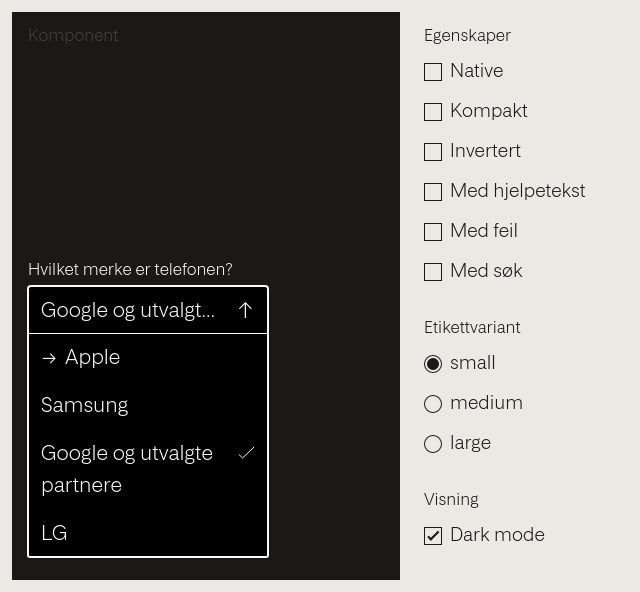 Komponent
Hvilket merke er telefonen?
Google og utvalgt...
Apple
Samsung
Google og utvalgte
partnere
LG
Egenskaper
Native
Kompakt
Invertert
Med hjelpetekst
Med feil
Med søk
Etikettvariant
small
medium
large
Visning
Dark mode